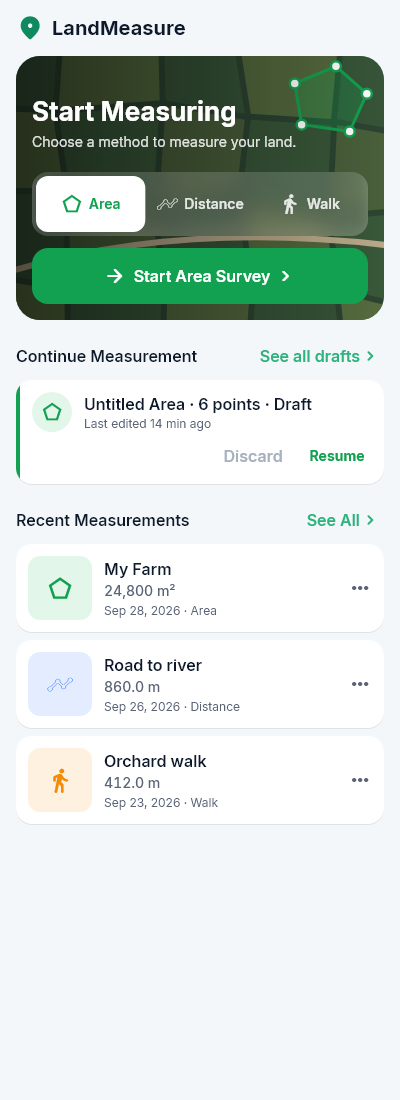 LandMeasure
Start Measuring
Choose a method to measure your land.
Area
Distance
Walk
Start Area Survey
Continue Measurement
See all drafts
Untitled Area · 6 points · Draft
Last edited 14 min ago
Discard
Resume
Recent Measurements
See All
My Farm
24,800 m²
Sep 28, 2026 · Area
Road to river
860.0 m
Sep 26, 2026 · Distance
Orchard walk
412.0 m
Sep 23, 2026 · Walk